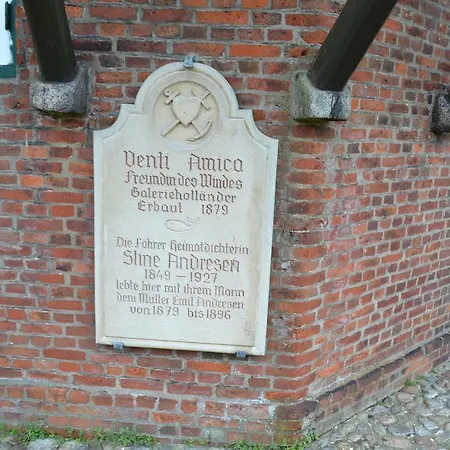 Venti Amica
Freundin des Windes
Galerieholländer
Erbaut 1879
Die Föhrer Heimatdichterin
Stine Andresen
1849 - 1927
lebte hier mit ihrem Mann
dem Müller Emil Andresen
von 1879 bis 1896